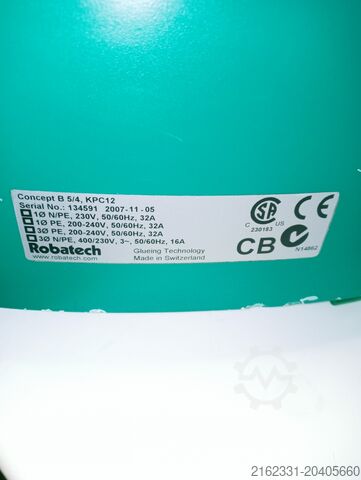 Concept B 5/4, KPC12
Serial No.: 134591 2007-11-05
1Ø N/PE, 230V, 50/60Hz, 32A
1Ø PE, 200-240V, 50/60Hz, 32A
3Ø PE, 200-240V, 50/60Hz, 32A
3Ø N/PE, 400/230V, 3~, 50/60Hz, 16A
Robatech Glueing Technology
www.robatech.com Made in Switzerland
C SA US
230183
CB N14862
2162331-20405660